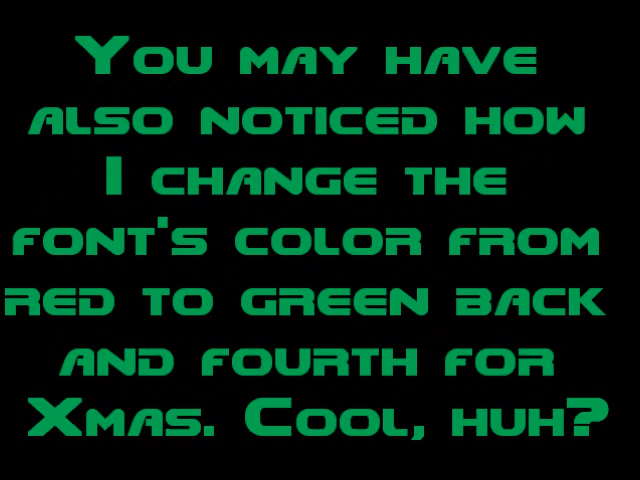 You may have
also noticed how
I change the
font's color from
red to green back
and fourth for
Xmas. Cool, huh?